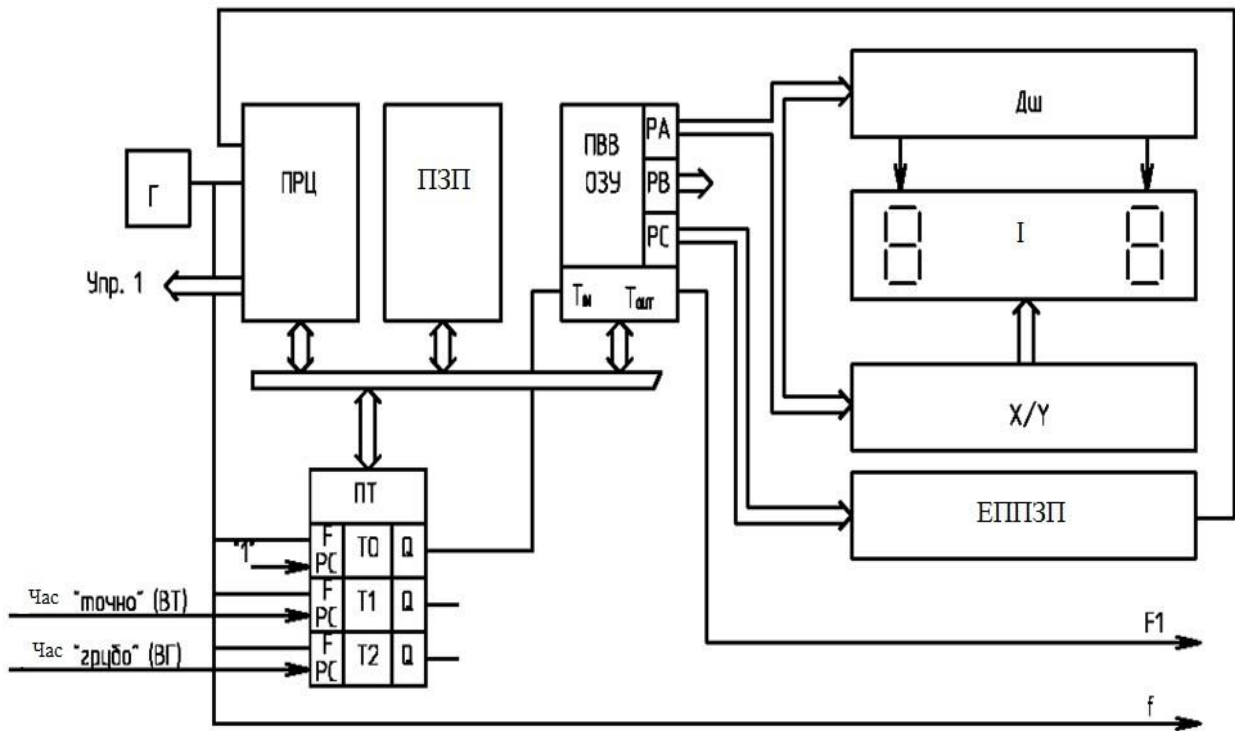 Дш
ПРЦ
ПЗП
ПВВ
ОЗУ
PA
PB
PC
Г
I
Упр. 1
Tin Tout
X/Y
ПТ
ЕППЗП
"1"
F
PC
T0
Q
Час "точно" (ВТ)
F
PC
T1
Q
Час "грубо" (ВГ)
F
PC
T2
Q
F1
f